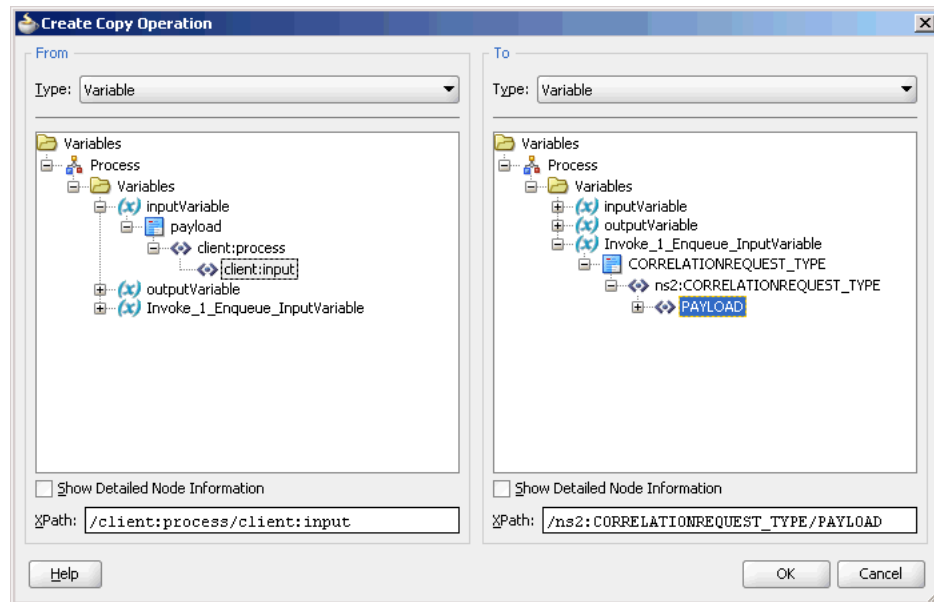 Create Copy Operation
From
Type: Variable
Variables
Process
Variables
inputVariable
payload
client:process
client:input
outputVariable
Invoke_1_Enqueue_InputVariable
Show Detailed Node Information
XPath: /client:process/client:input
To
Type: Variable
Variables
Process
Variables
inputVariable
outputVariable
Invoke_1_Enqueue_InputVariable
CORRELATIONREQUEST_TYPE
ns2:CORRELATIONREQUEST_TYPE
PAYLOAD
Show Detailed Node Information
XPath: /ns2:CORRELATIONREQUEST_TYPE/PAYLOAD
Help
OK
Cancel